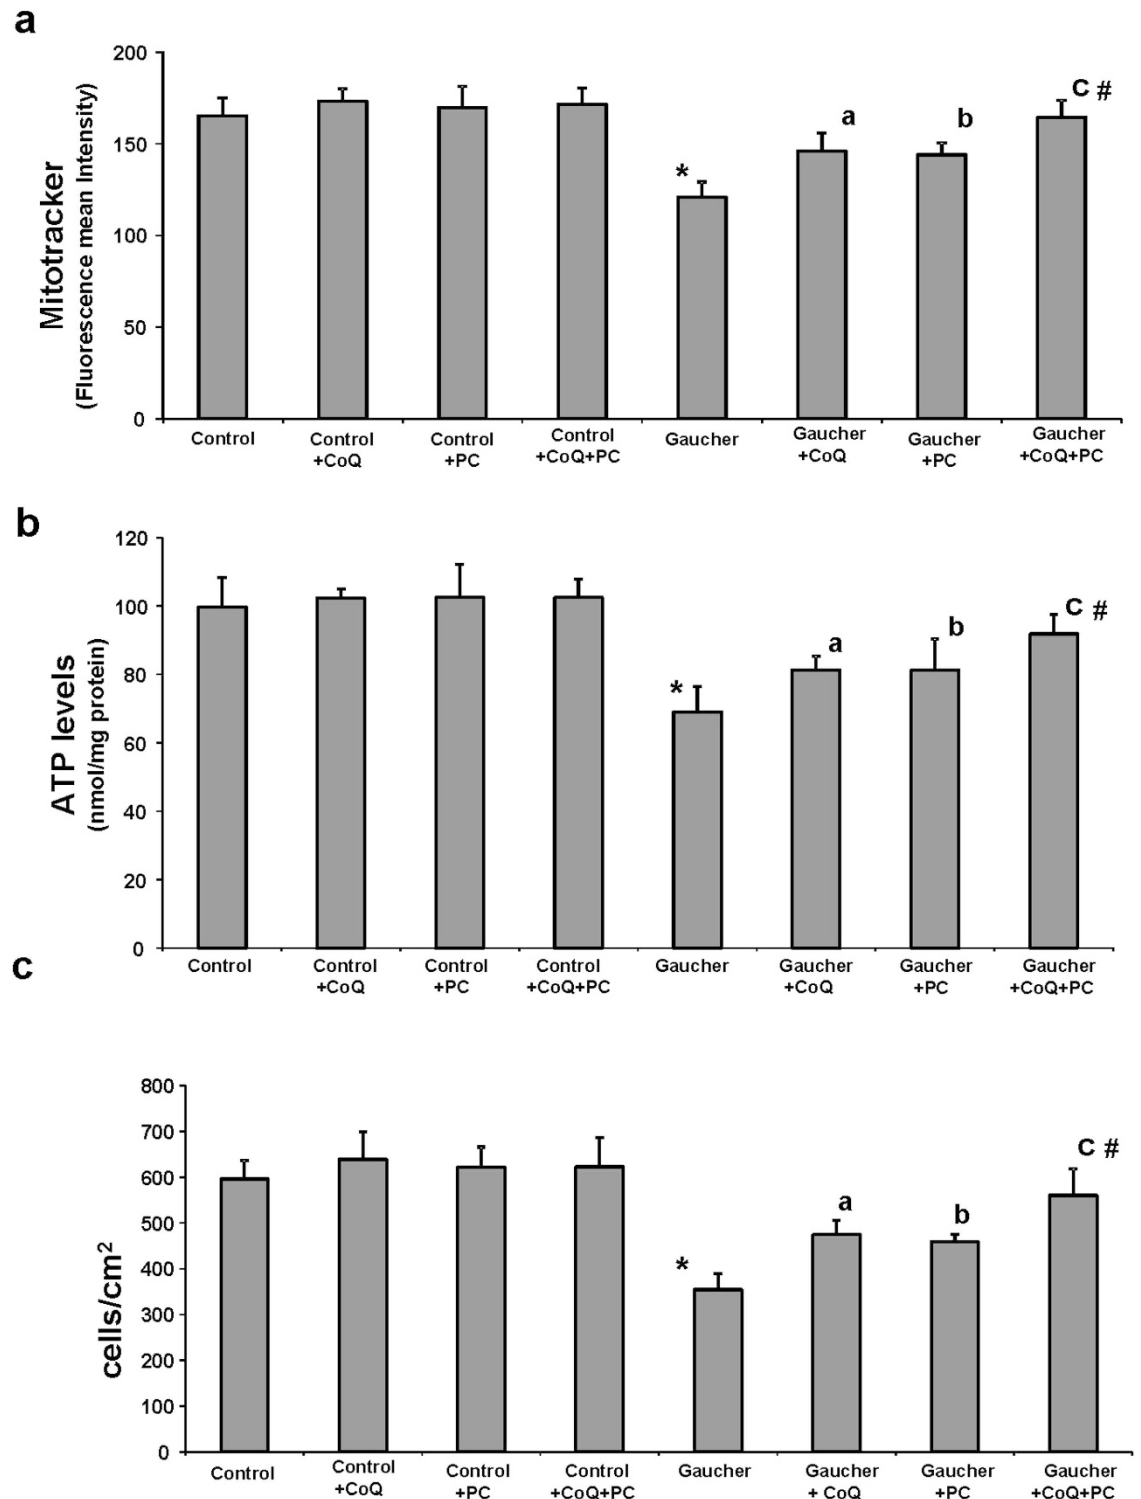 a
200
150
100
50
0
Mitotracker
(Fluorescence mean Intensity)
*
a
b
C #
Control
Control
+CoQ
Control
+PC
Control
+CoQ+PC
Gaucher
Gaucher
+CoQ
Gaucher
+PC
Gaucher
+CoQ+PC
b
120
100
80
60
40
20
0
ATP levels
(nmol/mg protein)
*
a
b
C #
Control
Control
+CoQ
Control
+PC
Control
+CoQ+PC
Gaucher
Gaucher
+CoQ
Gaucher
+PC
Gaucher
+CoQ+PC
c
800
700
600
500
400
300
200
100
0
cells/cm²
*
a
b
C #
Control
Control
+CoQ
Control
+PC
Control
+CoQ+PC
Gaucher
Gaucher
+ CoQ
Gaucher
+PC
Gaucher
+CoQ+PC